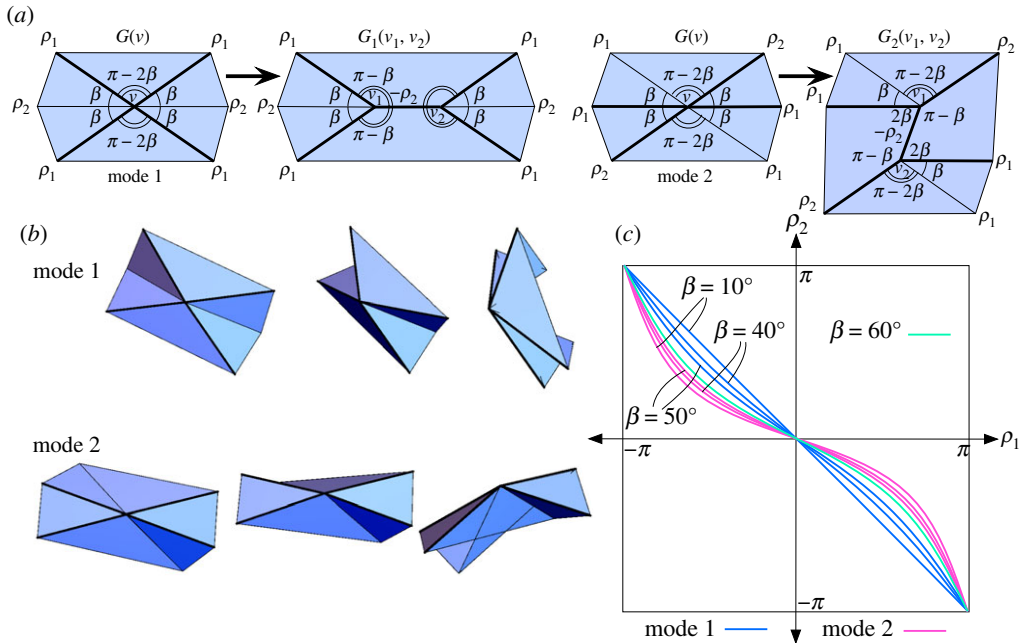 (a)
G(v) G₁(v₁, v₂) G(v) G₂(v₁, v₂)
ρ₁ ρ₁ ρ₁ ρ₁ ρ₁ ρ₂ ρ₂
π − 2β π − β π − 2β π − 2β
ρ₂ β v β ρ₂ β v₁ −ρ₂ v₂ β ρ₂ ρ₁ β v β ρ₁ ρ₁ β v₁
β β β β β β 2β π − β
π − 2β π − β π − 2β −ρ₂
π − β 2β ρ₁
v₂ β
ρ₁ mode 1 ρ₁ ρ₁ ρ₁ ρ₂ mode 2 ρ₁ π − 2β
ρ₂ ρ₁
(b)
mode 1
mode 2
(c)
ρ₂
π
β = 10°
β = 40°
β = 60°
β = 50°
−π π ρ₁
−π
mode 1 mode 2